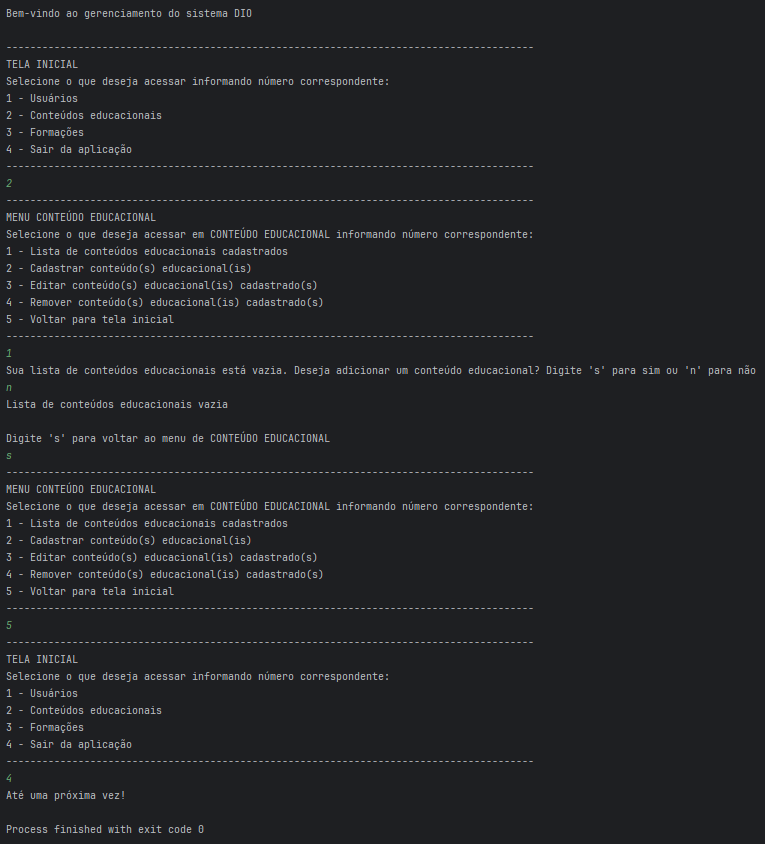 Bem-vindo ao gerenciamento do sistema DIO
----------------------------------------------------------------------------------------
TELA INICIAL
Selecione o que deseja acessar informando número correspondente:
1 - Usuários
2 - Conteúdos educacionais
3 - Formações
4 - Sair da aplicação
----------------------------------------------------------------------------------------
2
----------------------------------------------------------------------------------------
MENU CONTEÚDO EDUCACIONAL
Selecione o que deseja acessar em CONTEÚDO EDUCACIONAL informando número correspondente:
1 - Lista de conteúdos educacionais cadastrados
2 - Cadastrar conteúdo(s) educacional(is)
3 - Editar conteúdo(s) educacional(is) cadastrado(s)
4 - Remover conteúdo(s) educacional(is) cadastrado(s)
5 - Voltar para tela inicial
----------------------------------------------------------------------------------------
1
Sua lista de conteúdos educacionais está vazia. Deseja adicionar um conteúdo educacional? Digite 's' para sim ou 'n' para não
n
Lista de conteúdos educacionais vazia
Digite 's' para voltar ao menu de CONTEÚDO EDUCACIONAL
s
----------------------------------------------------------------------------------------
MENU CONTEÚDO EDUCACIONAL
Selecione o que deseja acessar em CONTEÚDO EDUCACIONAL informando número correspondente:
1 - Lista de conteúdos educacionais cadastrados
2 - Cadastrar conteúdo(s) educacional(is)
3 - Editar conteúdo(s) educacional(is) cadastrado(s)
4 - Remover conteúdo(s) educacional(is) cadastrado(s)
5 - Voltar para tela inicial
----------------------------------------------------------------------------------------
5
----------------------------------------------------------------------------------------
TELA INICIAL
Selecione o que deseja acessar informando número correspondente:
1 - Usuários
2 - Conteúdos educacionais
3 - Formações
4 - Sair da aplicação
----------------------------------------------------------------------------------------
4
Até uma próxima vez!
Process finished with exit code 0